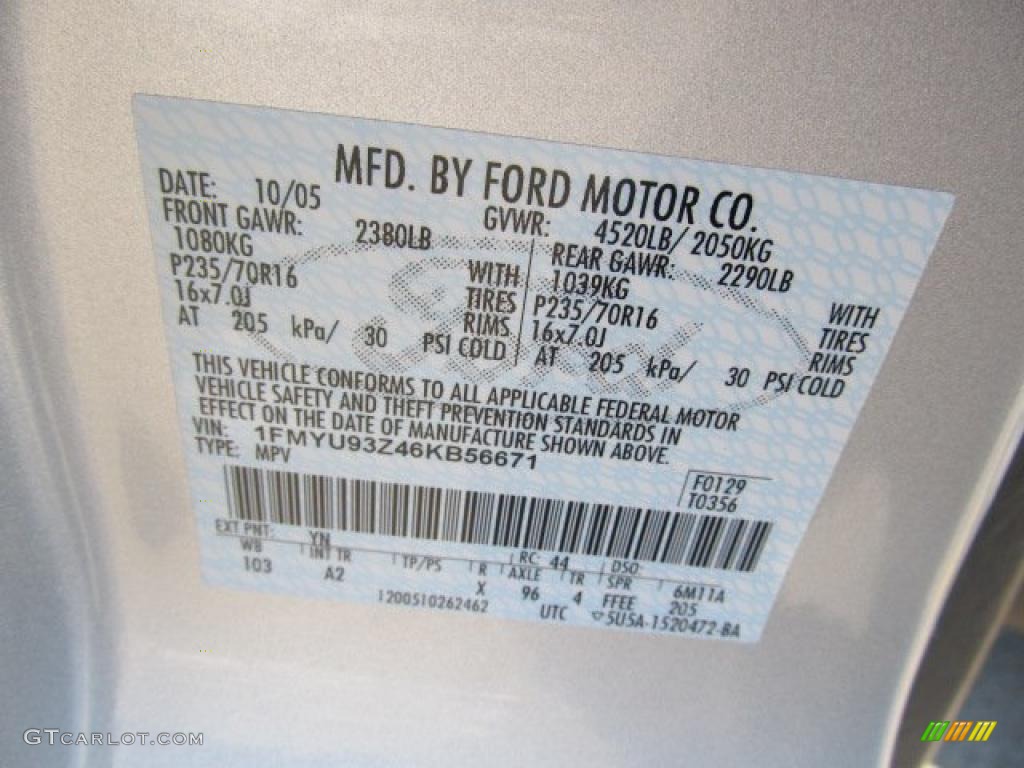 MFD. BY FORD MOTOR CO.
DATE: 10/05 GVWR: 4520LB/ 2050KG
FRONT GAWR: 2380LB REAR GAWR: 2290LB
1080KG WITH 1039KG WITH
P235/70R16 TIRES P235/70R16 TIRES
16x7.0J RIMS 16x7.0J RIMS
AT 205 kPa/ 30 PSI COLD AT 205 kPa/ 30 PSI COLD
THIS VEHICLE CONFORMS TO ALL APPLICABLE FEDERAL MOTOR
VEHICLE SAFETY AND THEFT PREVENTION STANDARDS IN
EFFECT ON THE DATE OF MANUFACTURE SHOWN ABOVE.
VIN: 1FMYU93Z46KB56671
TYPE: MPV
F0129
T0356
EXT PNT: YN RC: 44 DSO:
WB INT TR TP/PS R AXLE TR SPR 6M11A
103 A2 X 96 4 FFEE 205
1200510262462 UTC ▽5U5A-1520472-BA
GTCARLOT.COM